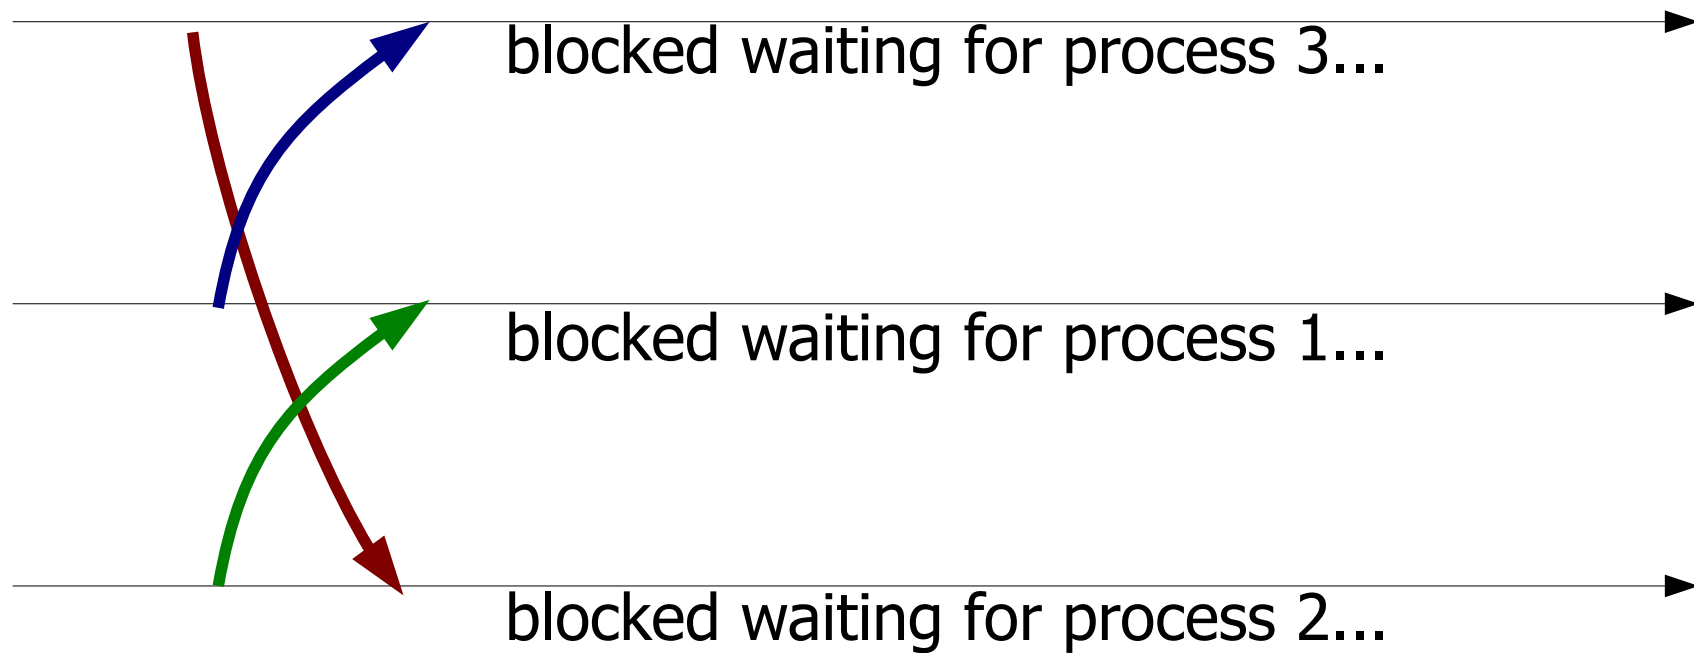 blocked waiting for process 3...
blocked waiting for process 1...
blocked waiting for process 2...